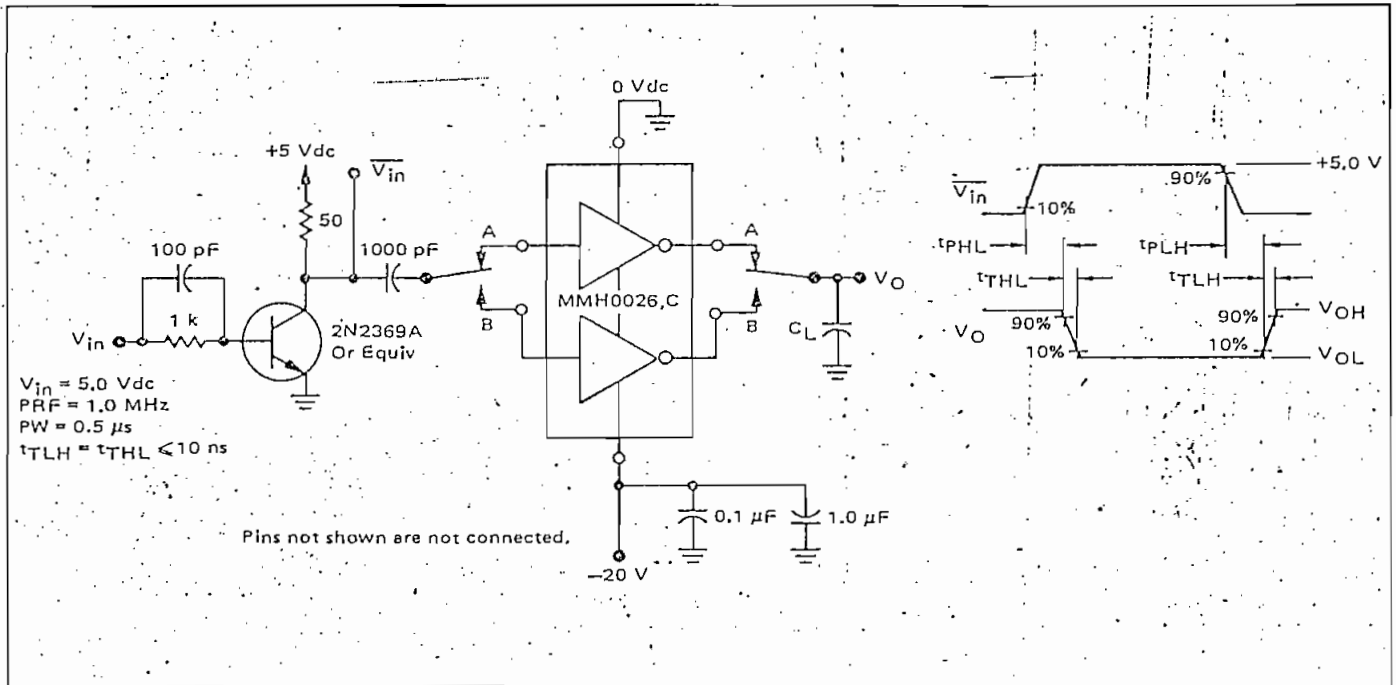 0 Vdc
+5 Vdc
V̅i̅n̅
50
100 pF
1000 pF
1 k
Vin
2N2369A
Or Equiv
A
B
MMH0026,C
A
B
VO
CL
Vin = 5.0 Vdc
PRF = 1.0 MHz
PW = 0.5 μs
tTLH = tTHL ≤ 10 ns
Pins not shown are not connected.
0.1 μF
1.0 μF
–20 V
V̅i̅n̅
+5.0 V
90%
10%
tPHL
tPLH
tTHL
tTLH
VO
90%
10%
90%
10%
VOH
VOL